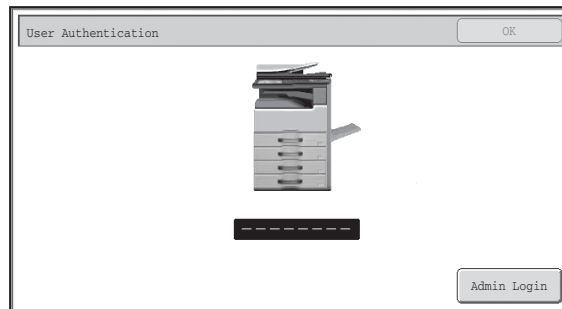 User Authentication
OK
--------
Admin Login